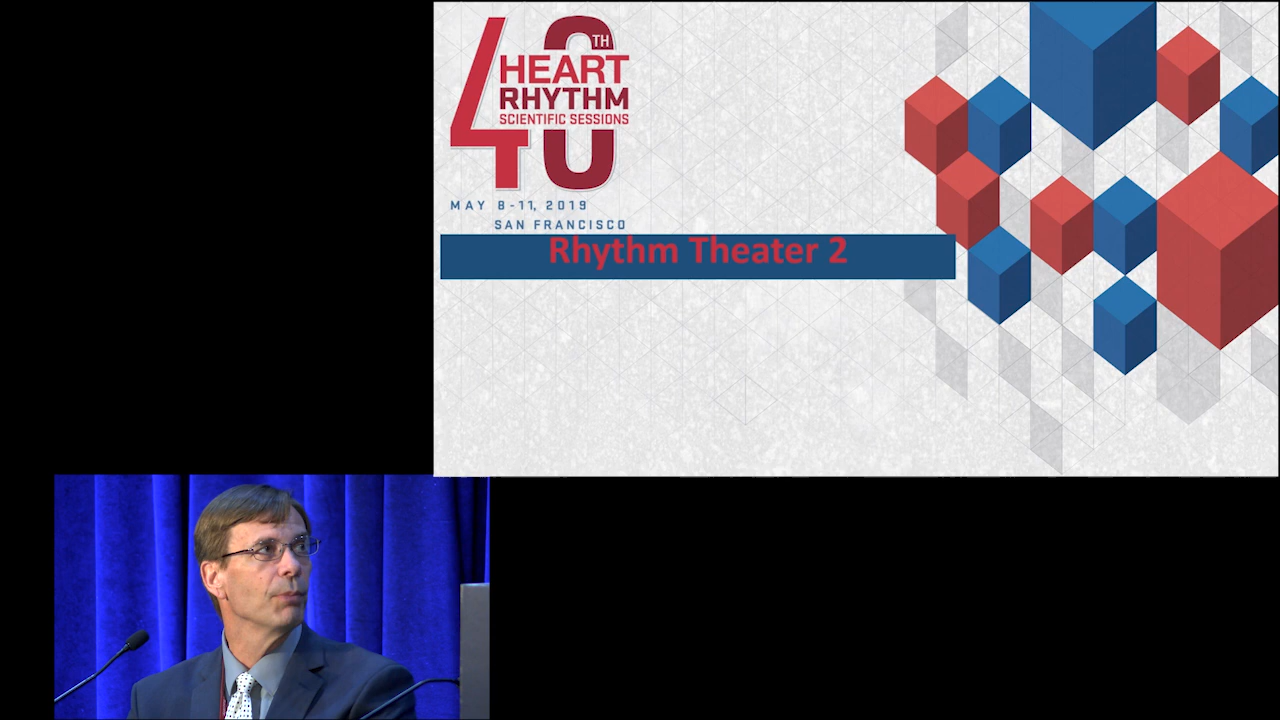 40TH
HEART
RHYTHM
SCIENTIFIC SESSIONS
MAY 8-11, 2019
SAN FRANCISCO
Rhythm Theater 2